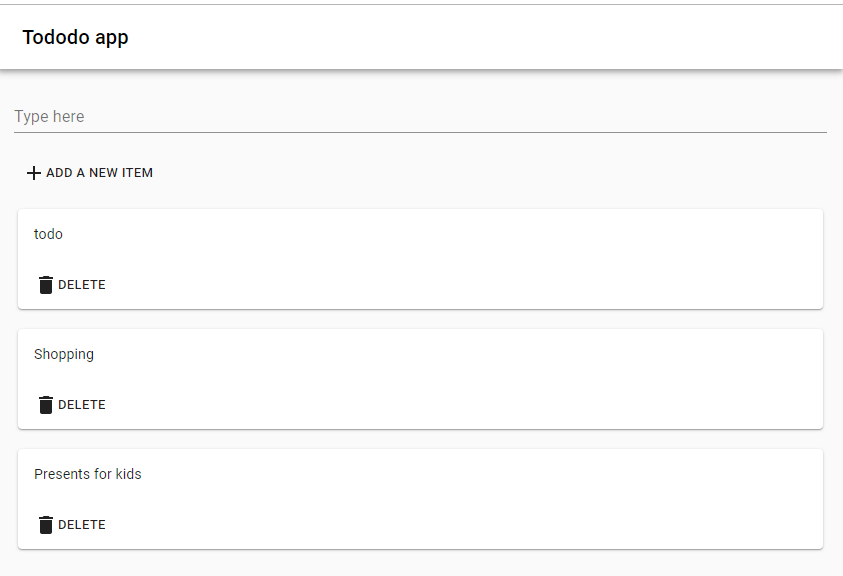 Tododo app
Type here
ADD A NEW ITEM
todo
DELETE
Shopping
DELETE
Presents for kids
DELETE